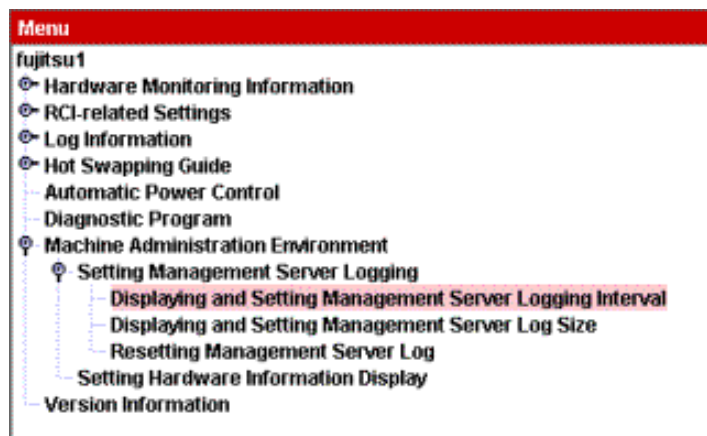 Menu
fujitsu1
Hardware Monitoring Information
RCI-related Settings
Log Information
Hot Swapping Guide
Automatic Power Control
Diagnostic Program
Machine Administration Environment
Setting Management Server Logging
Displaying and Setting Management Server Logging Interval
Displaying and Setting Management Server Log Size
Resetting Management Server Log
Setting Hardware Information Display
Version Information